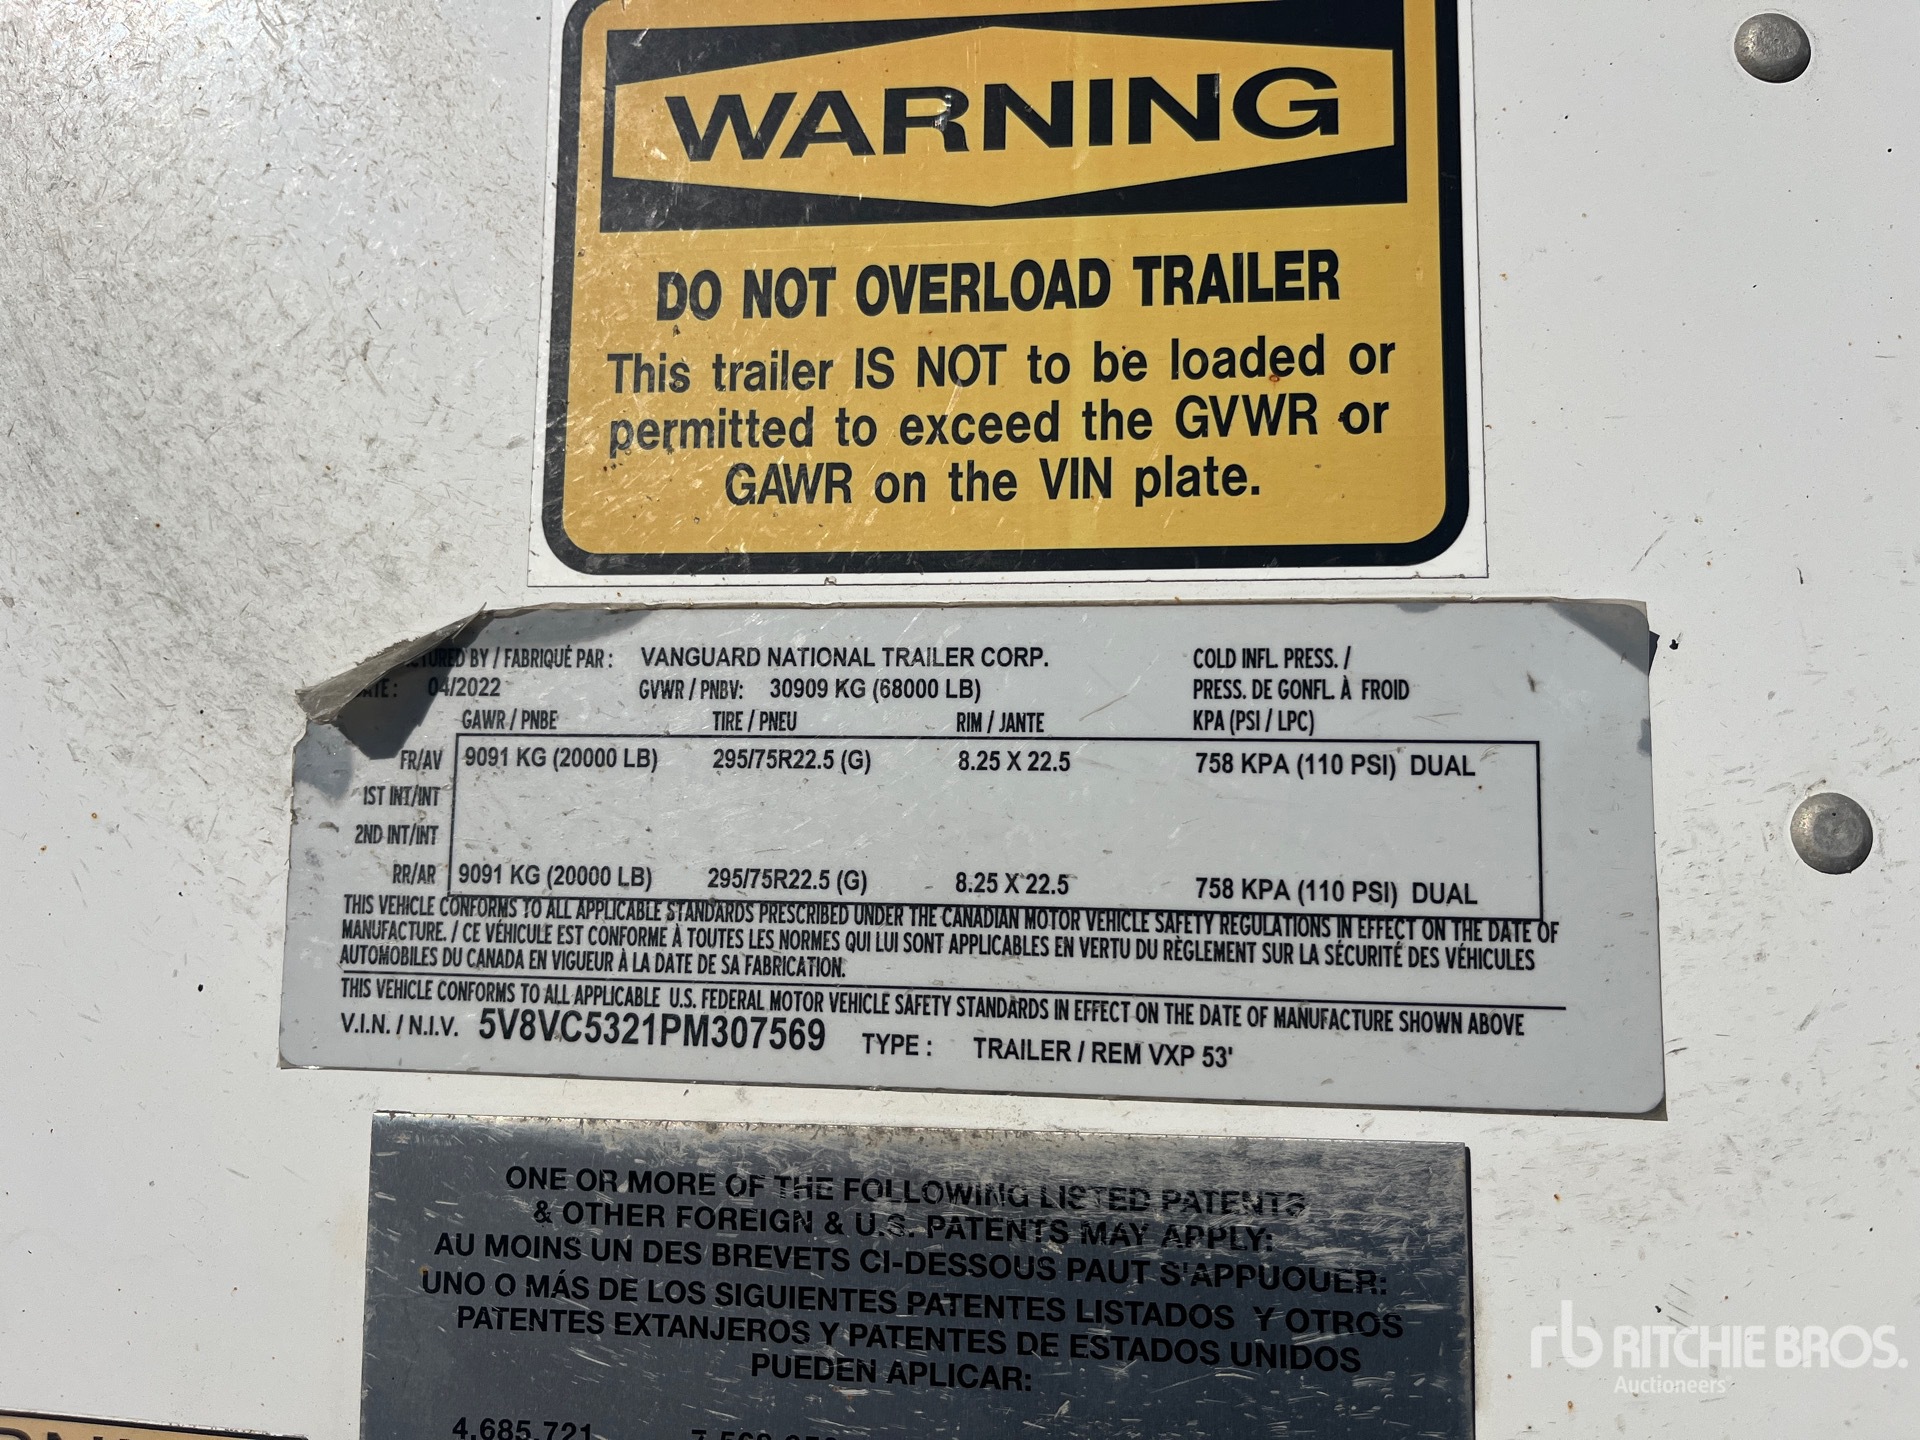 WARNING
DO NOT OVERLOAD TRAILER
This trailer IS NOT to be loaded or
permitted to exceed the GVWR or
GAWR on the VIN plate.
BY / FABRIQUÉ PAR : VANGUARD NATIONAL TRAILER CORP. COLD INFL. PRESS. /
04/2022 GVWR / PNBV: 30909 KG (68000 LB) PRESS. DE GONFL. À FROID
GAWR / PNBE TIRE / PNEU RIM / JANTE KPA (PSI / LPC)
FR/AV 9091 KG (20000 LB) 295/75R22.5 (G) 8.25 X 22.5 758 KPA (110 PSI) DUAL
1ST INT/INT
2ND INT/INT
RR/AR 9091 KG (20000 LB) 295/75R22.5 (G) 8.25 X 22.5 758 KPA (110 PSI) DUAL
THIS VEHICLE CONFORMS TO ALL APPLICABLE STANDARDS PRESCRIBED UNDER THE CANADIAN MOTOR VEHICLE SAFETY REGULATIONS IN EFFECT ON THE DATE OF
MANUFACTURE. / CE VÉHICULE EST CONFORME À TOUTES LES NORMES QUI LUI SONT APPLICABLES EN VERTU DU RÈGLEMENT SUR LA SÉCURITÉ DES VÉHICULES
AUTOMOBILES DU CANADA EN VIGUEUR À LA DATE DE SA FABRICATION.
THIS VEHICLE CONFORMS TO ALL APPLICABLE U.S. FEDERAL MOTOR VEHICLE SAFETY STANDARDS IN EFFECT ON THE DATE OF MANUFACTURE SHOWN ABOVE
V.I.N. / N.I.V. 5V8VC5321PM307569 TYPE : TRAILER / REM VXP 53'
ONE OR MORE OF THE FOLLOWING LISTED PATENTS
& OTHER FOREIGN & U.S. PATENTS MAY APPLY:
AU MOINS UN DES BREVETS CI-DESSOUS PAUT S'APPUOUER:
UNO O MÁS DE LOS SIGUIENTES PATENTES LISTADOS Y OTROS
PATENTES EXTANJEROS Y PATENTES DE ESTADOS UNIDOS
PUEDEN APLICAR:
4,685,721
rb RITCHIE BROS.
Auctioneers